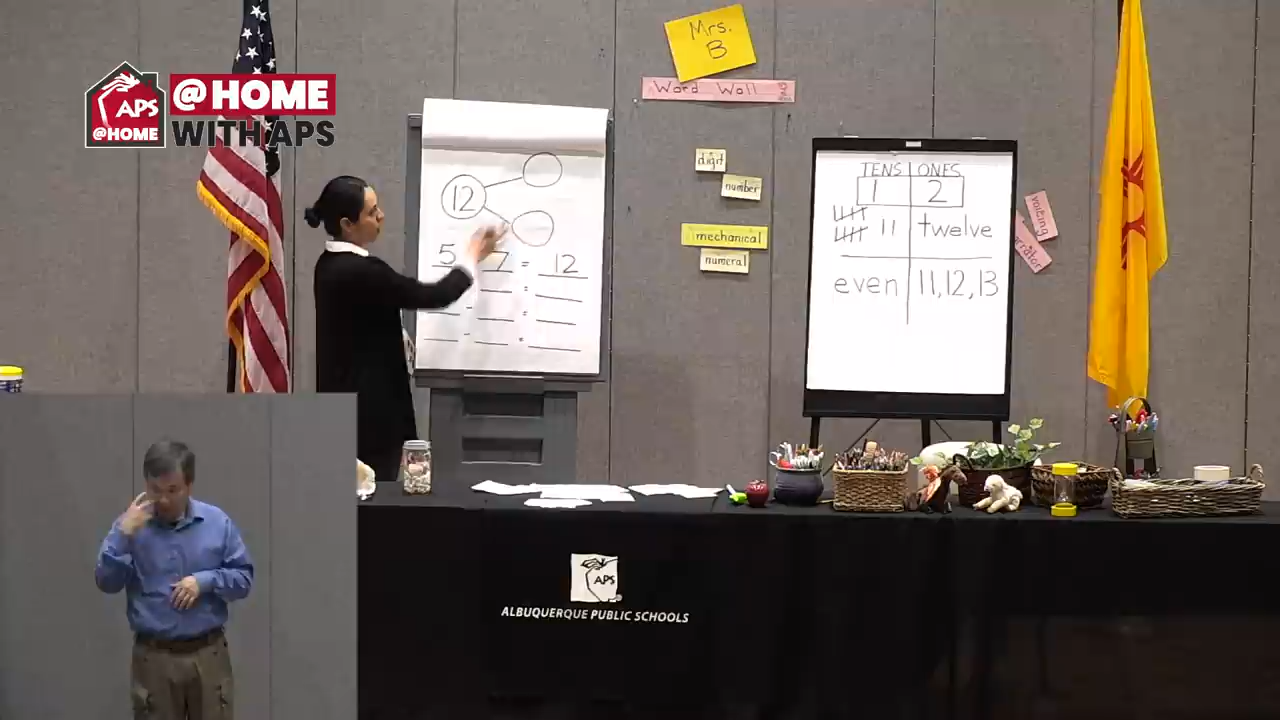 APS
@HOME
@HOME
WITH APS
Mrs.
B
Word Wall
digit
number
mechanical
numeral
12
5 7 = 12
=
=
- =
TENS ONES
1 2
11 twelve
even 11, 12, 13
voting
APS
ALBUQUERQUE PUBLIC SCHOOLS